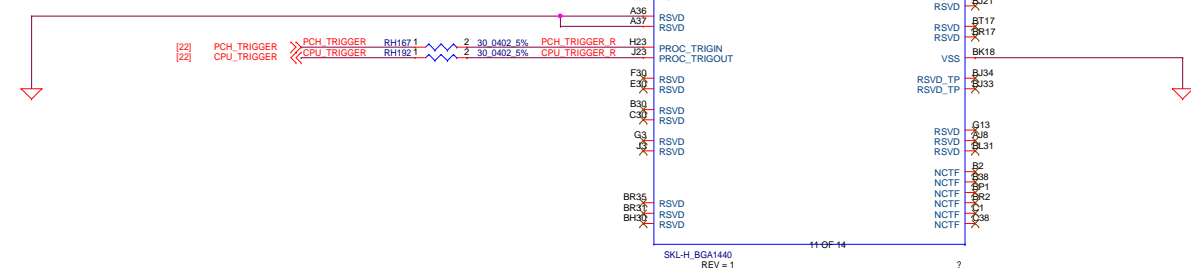 RSVD BJ21
A36 RSVD
A37 RSVD
RSVD BT17
RSVD BR17
[22] PCH_TRIGGER PCH_TRIGGER RH167 1 2 30_0402_5% PCH_TRIGGER_R H23 PROC_TRIGIN
[22] CPU_TRIGGER CPU_TRIGGER RH192 1 2 30_0402_5% CPU_TRIGGER_R J23 PROC_TRIGOUT
VSS BK18
F30 RSVD
E30 RSVD
RSVD_TP BJ34
RSVD_TP BJ33
B30 RSVD
C30 RSVD
G3 RSVD
J3 RSVD
RSVD G13
RSVD AJ8
RSVD BL31
NCTF B2
NCTF B38
NCTF BP1
NCTF BR2
NCTF C1
NCTF C38
BR35 RSVD
BR31 RSVD
BH30 RSVD
11 OF 14
SKL-H_BGA1440
REV = 1
?